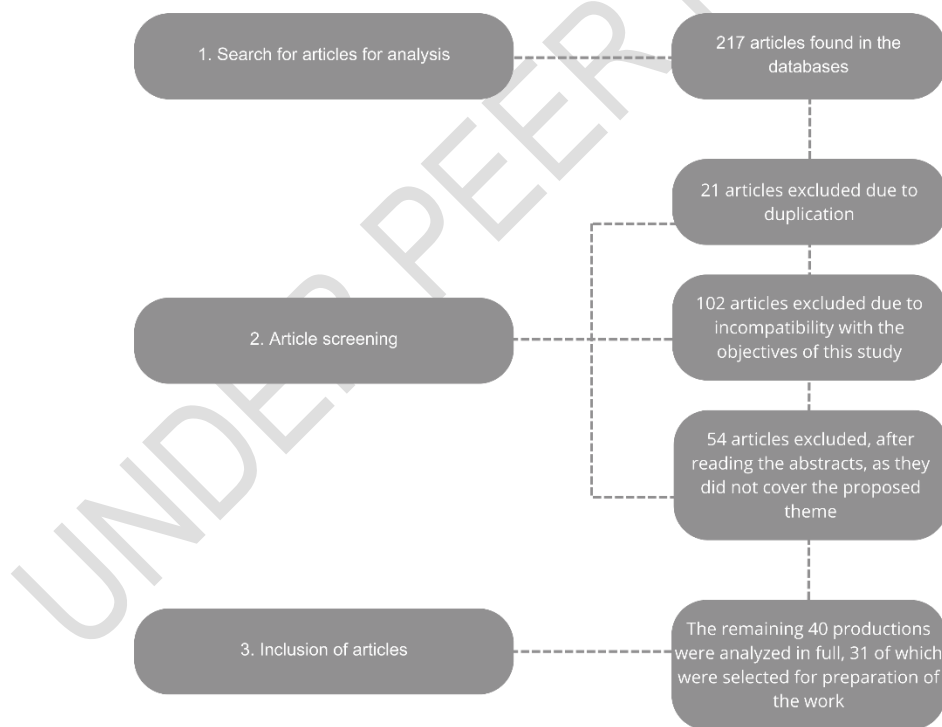 1. Search for articles for analysis
217 articles found in the
databases
21 articles excluded due to
duplication
2. Article screening
102 articles excluded due to
incompatibility with the
objectives of this study
54 articles excluded, after
reading the abstracts, as they
did not cover the proposed
theme
3. Inclusion of articles
The remaining 40 productions
were analyzed in full, 31 of which
were selected for preparation of
the work
UNDER PEER